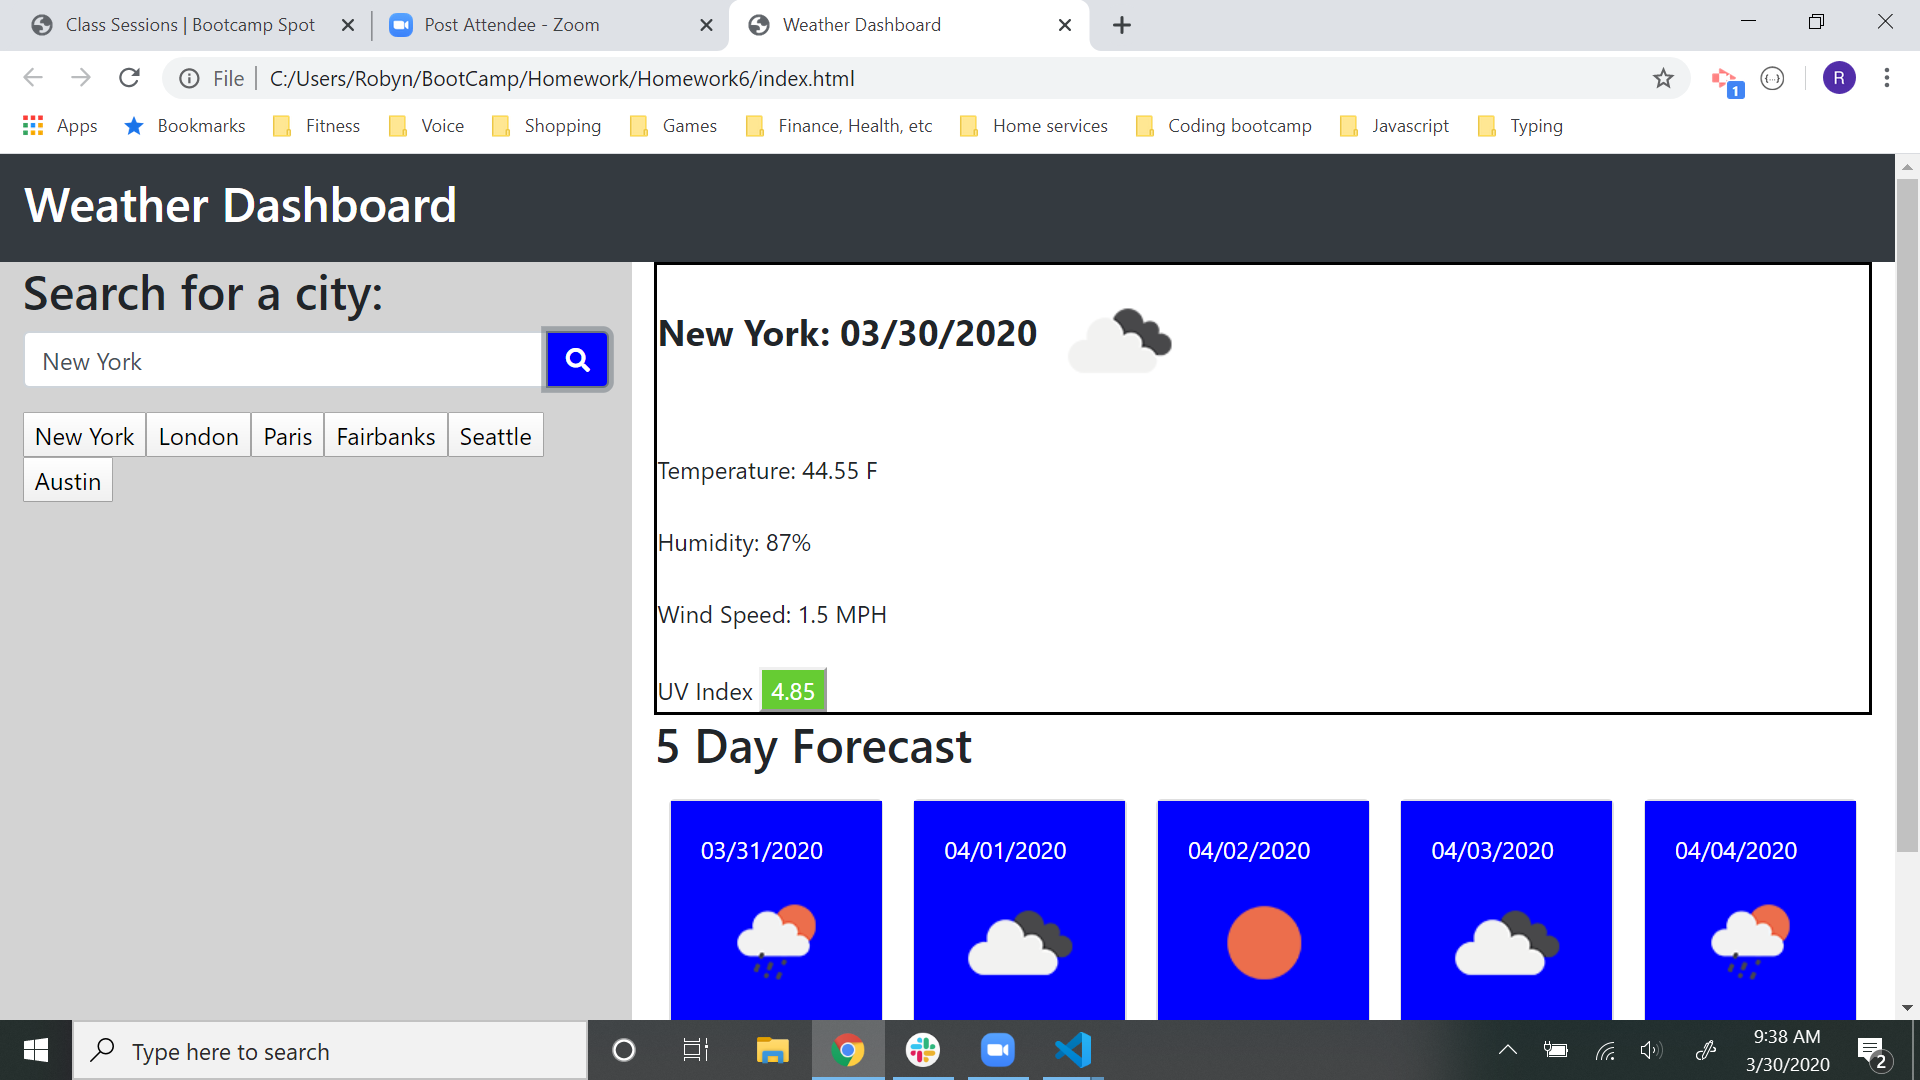 Class Sessions | Bootcamp Spot
Post Attendee - Zoom
Weather Dashboard
File
C:/Users/Robyn/BootCamp/Homework/Homework6/index.html
1
R
Apps
Bookmarks
Fitness
Voice
Shopping
Games
Finance, Health, etc
Home services
Coding bootcamp
Javascript
Typing
Weather Dashboard
Search for a city:
New York
New York
London
Paris
Fairbanks
Seattle
Austin
New York: 03/30/2020
Temperature: 44.55 F
Humidity: 87%
Wind Speed: 1.5 MPH
UV Index 4.85
5 Day Forecast
03/31/2020
04/01/2020
04/02/2020
04/03/2020
04/04/2020
Type here to search
9:38 AM
3/30/2020
2